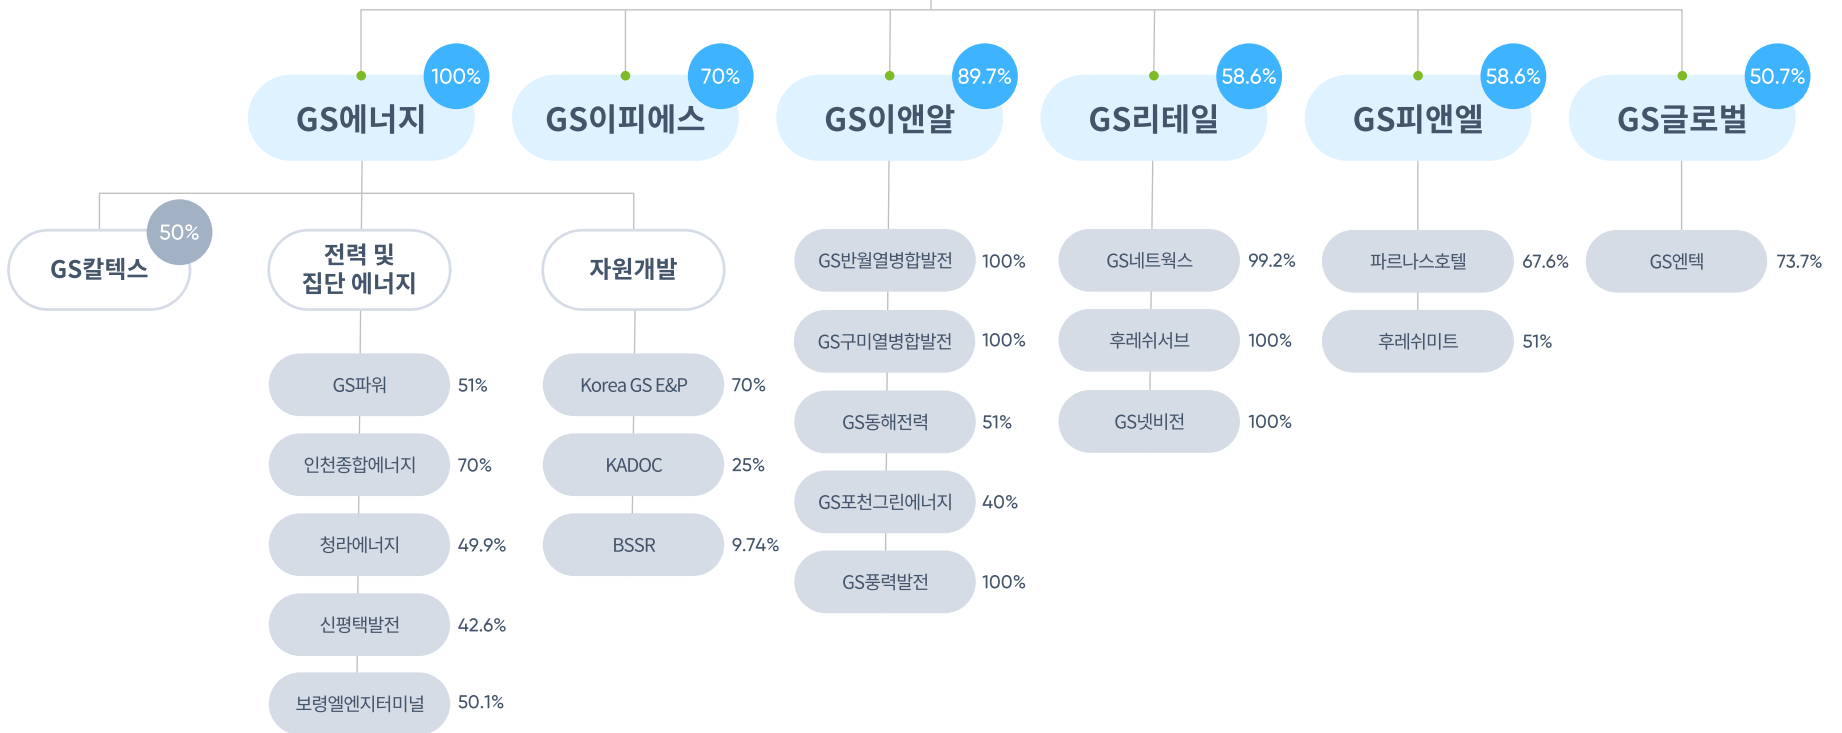 100%
GS에너지
70%
GS이피에스
89.7%
GS이앤알
58.6%
GS리테일
58.6%
GS피앤엘
50.7%
GS글로벌
50%
GS칼텍스
전력 및
집단 에너지
GS파워 51%
인천종합에너지 70%
청라에너지 49.9%
신평택발전 42.6%
보령엘엔지터미널 50.1%
자원개발
Korea GS E&P 70%
KADOC 25%
BSSR 9.74%
GS반월열병합발전 100%
GS구미열병합발전 100%
GS동해전력 51%
GS포천그린에너지 40%
GS풍력발전 100%
GS네트웍스 99.2%
후레쉬서브 100%
GS넷비전 100%
파르나스호텔 67.6%
후레쉬미트 51%
GS엔텍 73.7%